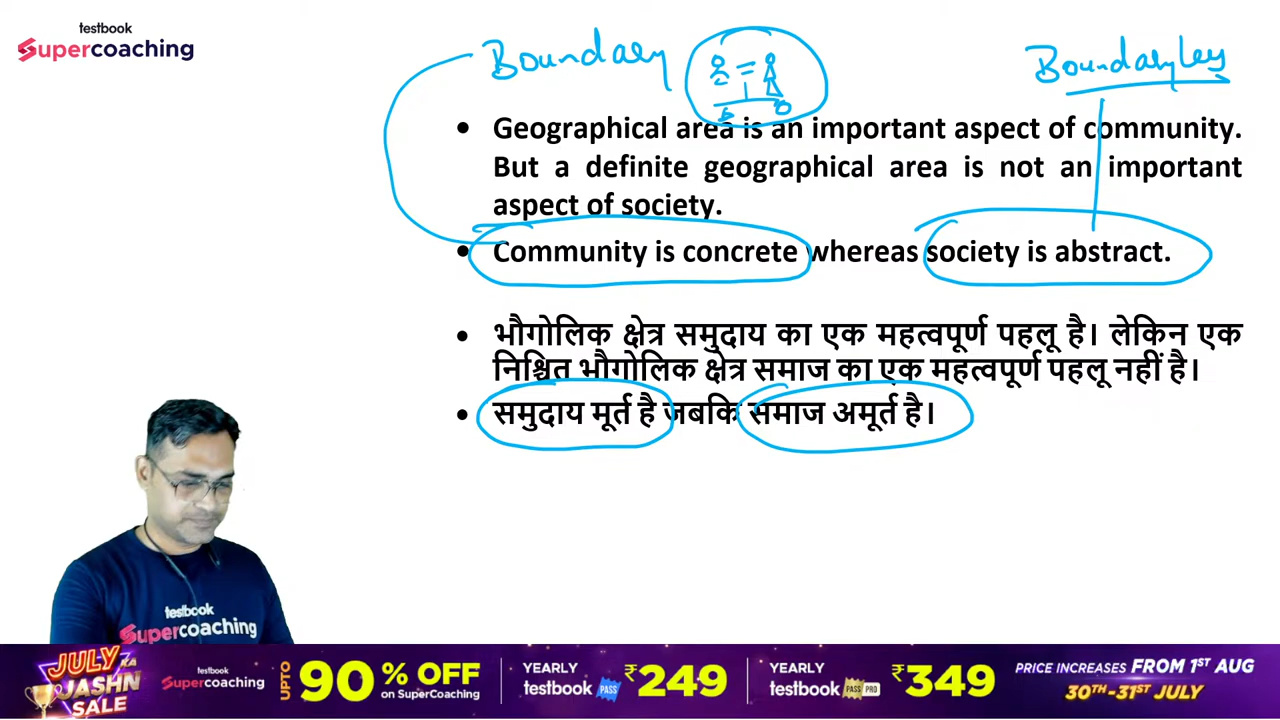 testbook
Supercoaching
Boundary
Boundaryles
• Geographical area is an important aspect of community.
But a definite geographical area is not an important
aspect of society.
• Community is concrete whereas society is abstract.
• भौगोलिक क्षेत्र समुदाय का एक महत्वपूर्ण पहलू है। लेकिन एक
निश्चित भौगोलिक क्षेत्र समाज का एक महत्वपूर्ण पहलू नहीं है।
• समुदाय मूर्त है जबकि समाज अमूर्त है।
testbook
Supercoaching
JULY KA
JASHN
SALE
testbook
Supercoaching
UPTO 90% OFF
on SuperCoaching
YEARLY
testbook PASS
₹249
YEARLY
testbook PASS PRO
₹349
PRICE INCREASES FROM 1ST AUG
30TH-31ST JULY